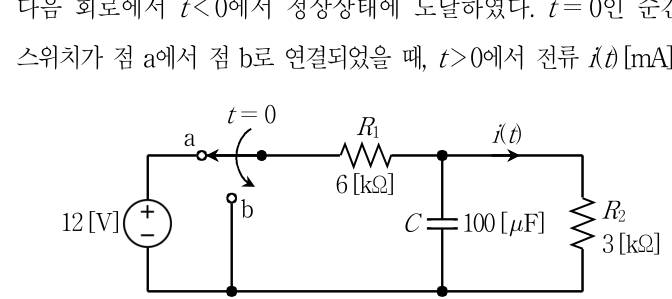 다음 회로에서 t<0에서 정상상태에 도달하였다. t=0인 순간
스위치가 점 a에서 점 b로 연결되었을 때, t>0에서 전류 i(t)[mA]
t=0
a
R₁
i(t)
6[kΩ]
b
12[V]
+
−
C
100[μF]
R₂
3[kΩ]